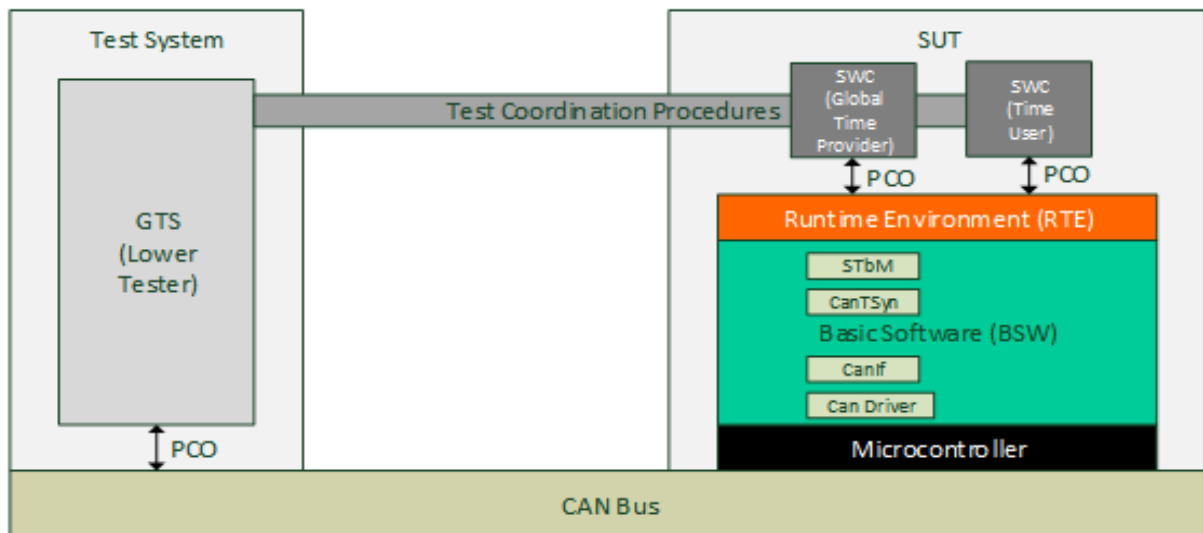 Test System
SUT
GTS
(Lower
Tester)
PCO
Test Coordination Procedures
SWC
(Global
Time
Provider)
SWC
(Time
User)
PCO
PCO
Runtime Environment (RTE)
STbM
CanTSyn
Basic Software (BSW)
CanIf
Can Driver
Microcontroller
CAN Bus